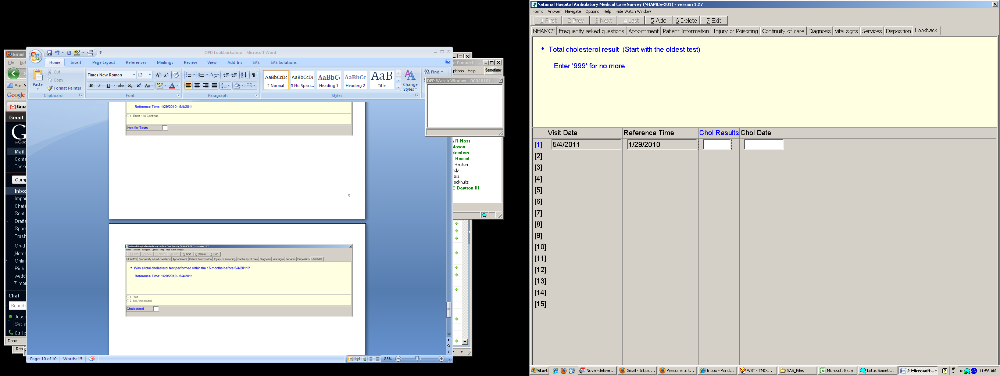 Gmail
File Edi
Most V
Google
Gma
Gmail
G
by Goo
Mail
Conta
Task
Comp
Inbo
Impo
Chats
Sent
Drafts
Spam
Trash
Grad
Notes
Onlin
Rich
wedd
7 mor
Chat
Search
Jessi
Set s
Call p
Done
Rea
OPD Lookback.docx - Microsoft Word
Home Insert Page Layout References Mailings Review View Add-Ins SAS SAS Solutions
Paste
Cut
Copy
Format Painter
Clipboard
Times New Roman 12
Font
Paragraph
AaBbCcDc AaBbCcDc AaBbC AaBbCc AaB
¶ Normal ¶ No Spaci... Heading 1 Heading 2 Title
Change
Styles
Styles
Find
Reference Time: 1/29/2010 - 5/4/2011
1. Enter 1 to Continue
Intro for Tests
9
National Hospital Ambulatory Medical Care Survey (NHAMCS-201) - version 1.27
Forms Answer Navigate Options Help Hide Watch Window
1 First 2 Prev 3 Next 4 Last 5 Add 6 Delete 7 Exit
NHAMCS Frequently asked questions Appointment Patient Information Injury or Poisoning Continuity of care Diagnosis vital signs Services Disposition Lookback
Was a total cholesterol test performed within the 15 months before 5/4/2011?
Reference Time: 1/29/2010 - 5/4/2011
1. Yes
2. No / not found
Cholesterol
Page: 10 of 10 Words: 15 85%
e Connect - ...
ptions Help Sametime
DEP Watch Window - 00020101
R Noss
Mason
Gerstein
Heimel
Heiston
ndy
oss
ookhultz
E Dawson III
National Hospital Ambulatory Medical Care Survey (NHAMCS-201) - version 1.27
Forms Answer Navigate Options Help Hide Watch Window
1 First 2 Prev 3 Next 4 Last 5 Add 6 Delete 7 Exit
NHAMCS Frequently asked questions Appointment Patient Information Injury or Poisoning Continuity of care Diagnosis vital signs Services Disposition Lookback
Total cholesterol result (Start with the oldest test)
Enter '999' for no more
Visit Date Reference Time Chol Results Chol Date
[1] 5/4/2011 1/29/2010
[2]
[3]
[4]
[5]
[6]
[7]
[8]
[9]
[10]
[11]
[12]
[13]
[14]
[15]
Start Novell-deliver... Gmail - Inbox ... Welcome to t... Inbox - Wind... WBT - TMOU... SAS_Files Microsoft Excel Lotus Sameti... 2 Microsoft... 11:56 AM